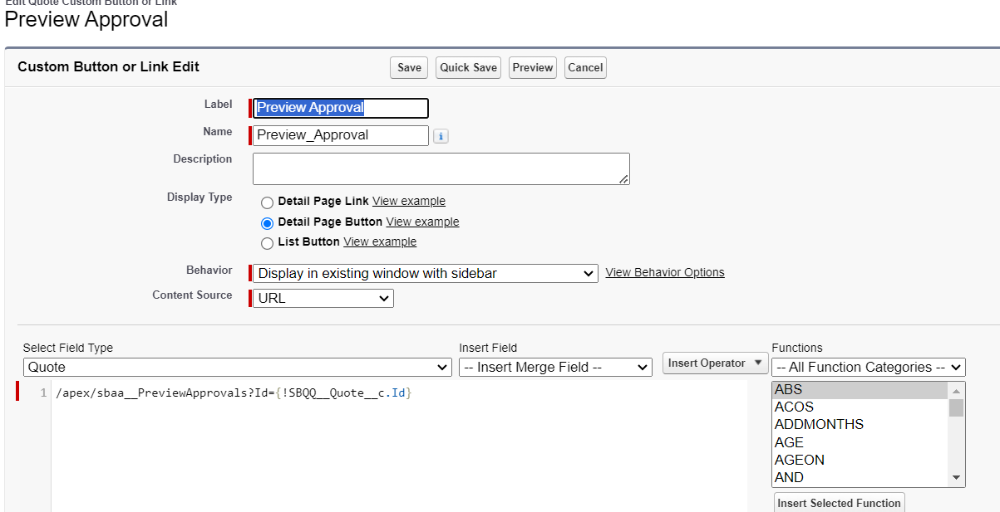 Edit Quote Custom Button or Link
Preview Approval
Custom Button or Link Edit
Save
Quick Save
Preview
Cancel
Label
Preview Approval
Name
Preview_Approval
i
Description
Display Type
Detail Page Link View example
Detail Page Button View example
List Button View example
Behavior
Display in existing window with sidebar
View Behavior Options
Content Source
URL
Select Field Type
Insert Field
Functions
Quote
-- Insert Merge Field --
Insert Operator
-- All Function Categories --
1 /apex/sbaa__PreviewApprovals?Id={!SBQQ__Quote__c.Id}
ABS
ACOS
ADDMONTHS
AGE
AGEON
AND
Insert Selected Function